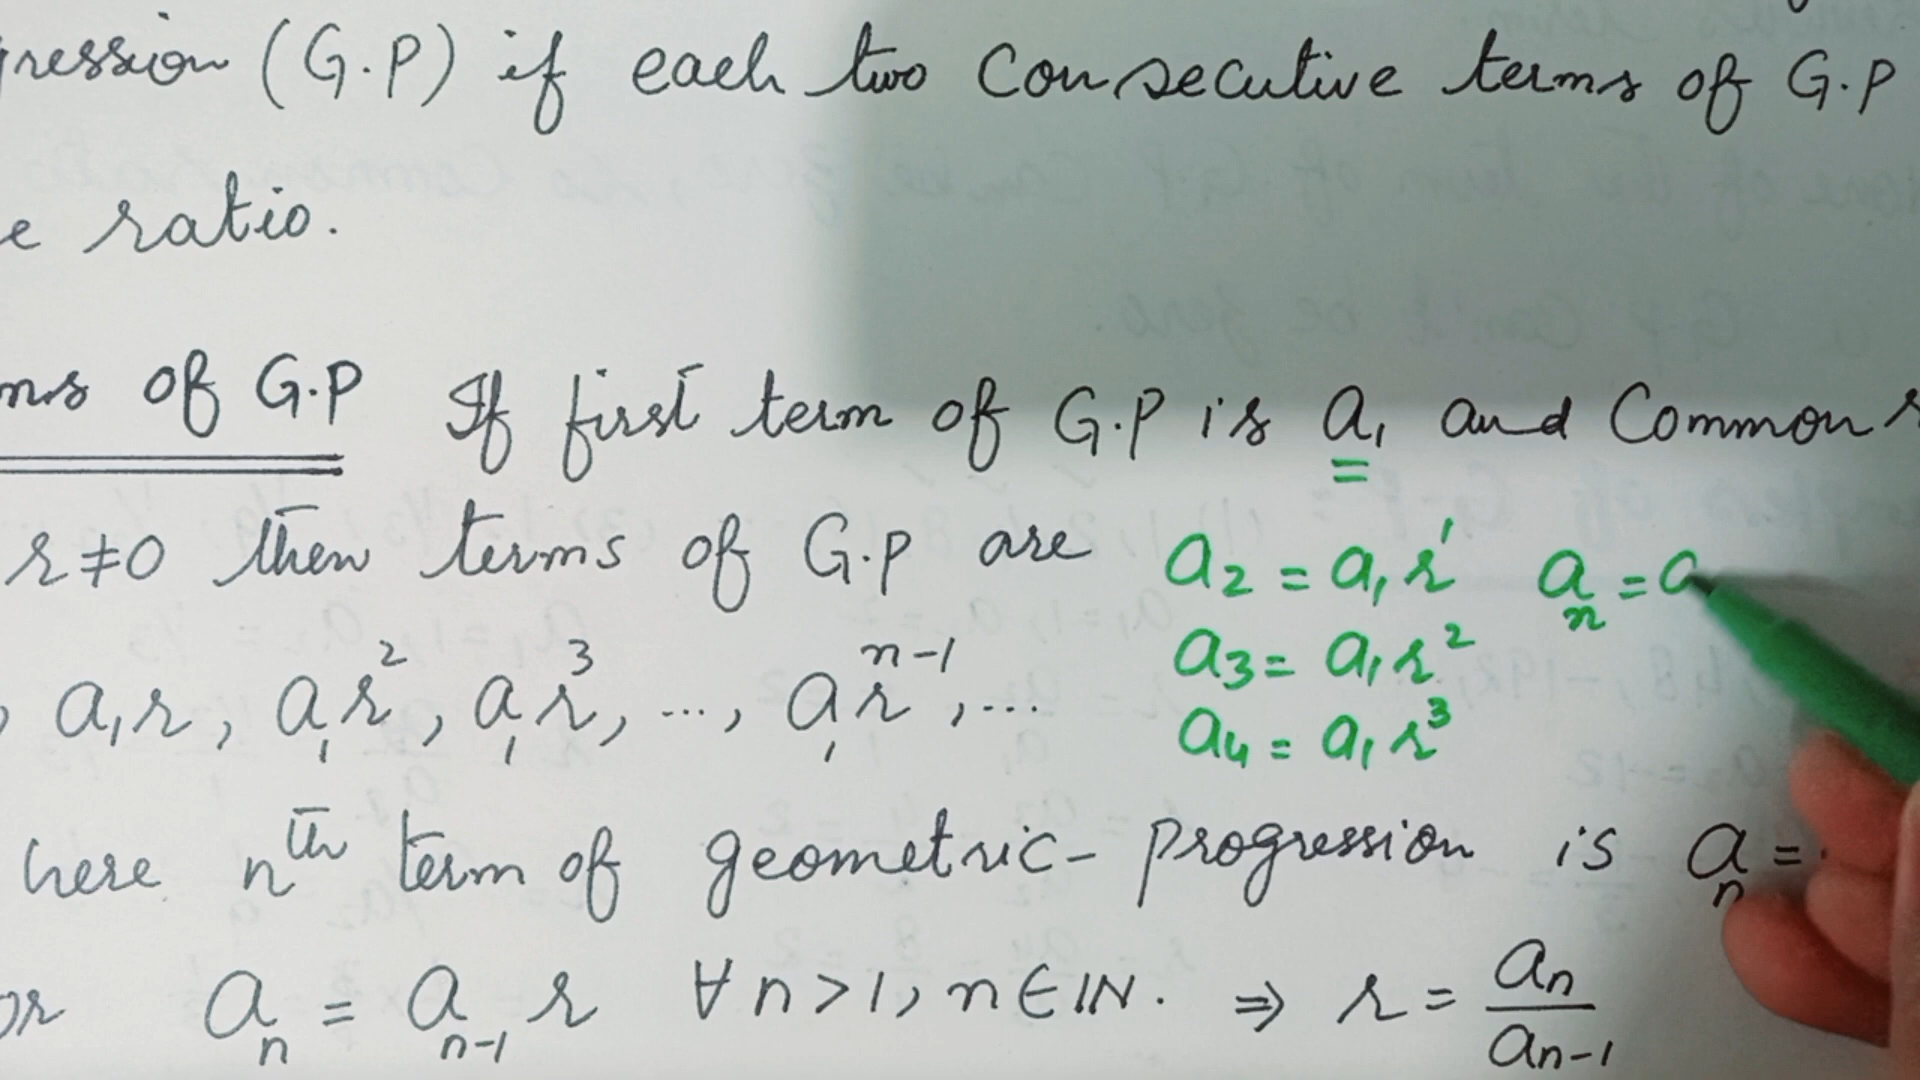 gression (G.P) if each two Consecutive terms of G.P
e ratio.
ms of G.P If first term of G.P is a₁ and Common r
r≠0 then terms of G.P are a₂ = a₁r¹ aₙ = a
a₃ = a₁r²
, a₁r, a₁r², a₁r³, ..., a₁rⁿ⁻¹, ...
a₄ = a₁r³
here nth term of geometric- Progression is aₙ =
or aₙ = aₙ₋₁ r ∀ n > 1, n ∈ IN. ⇒ r = aₙ/aₙ₋₁